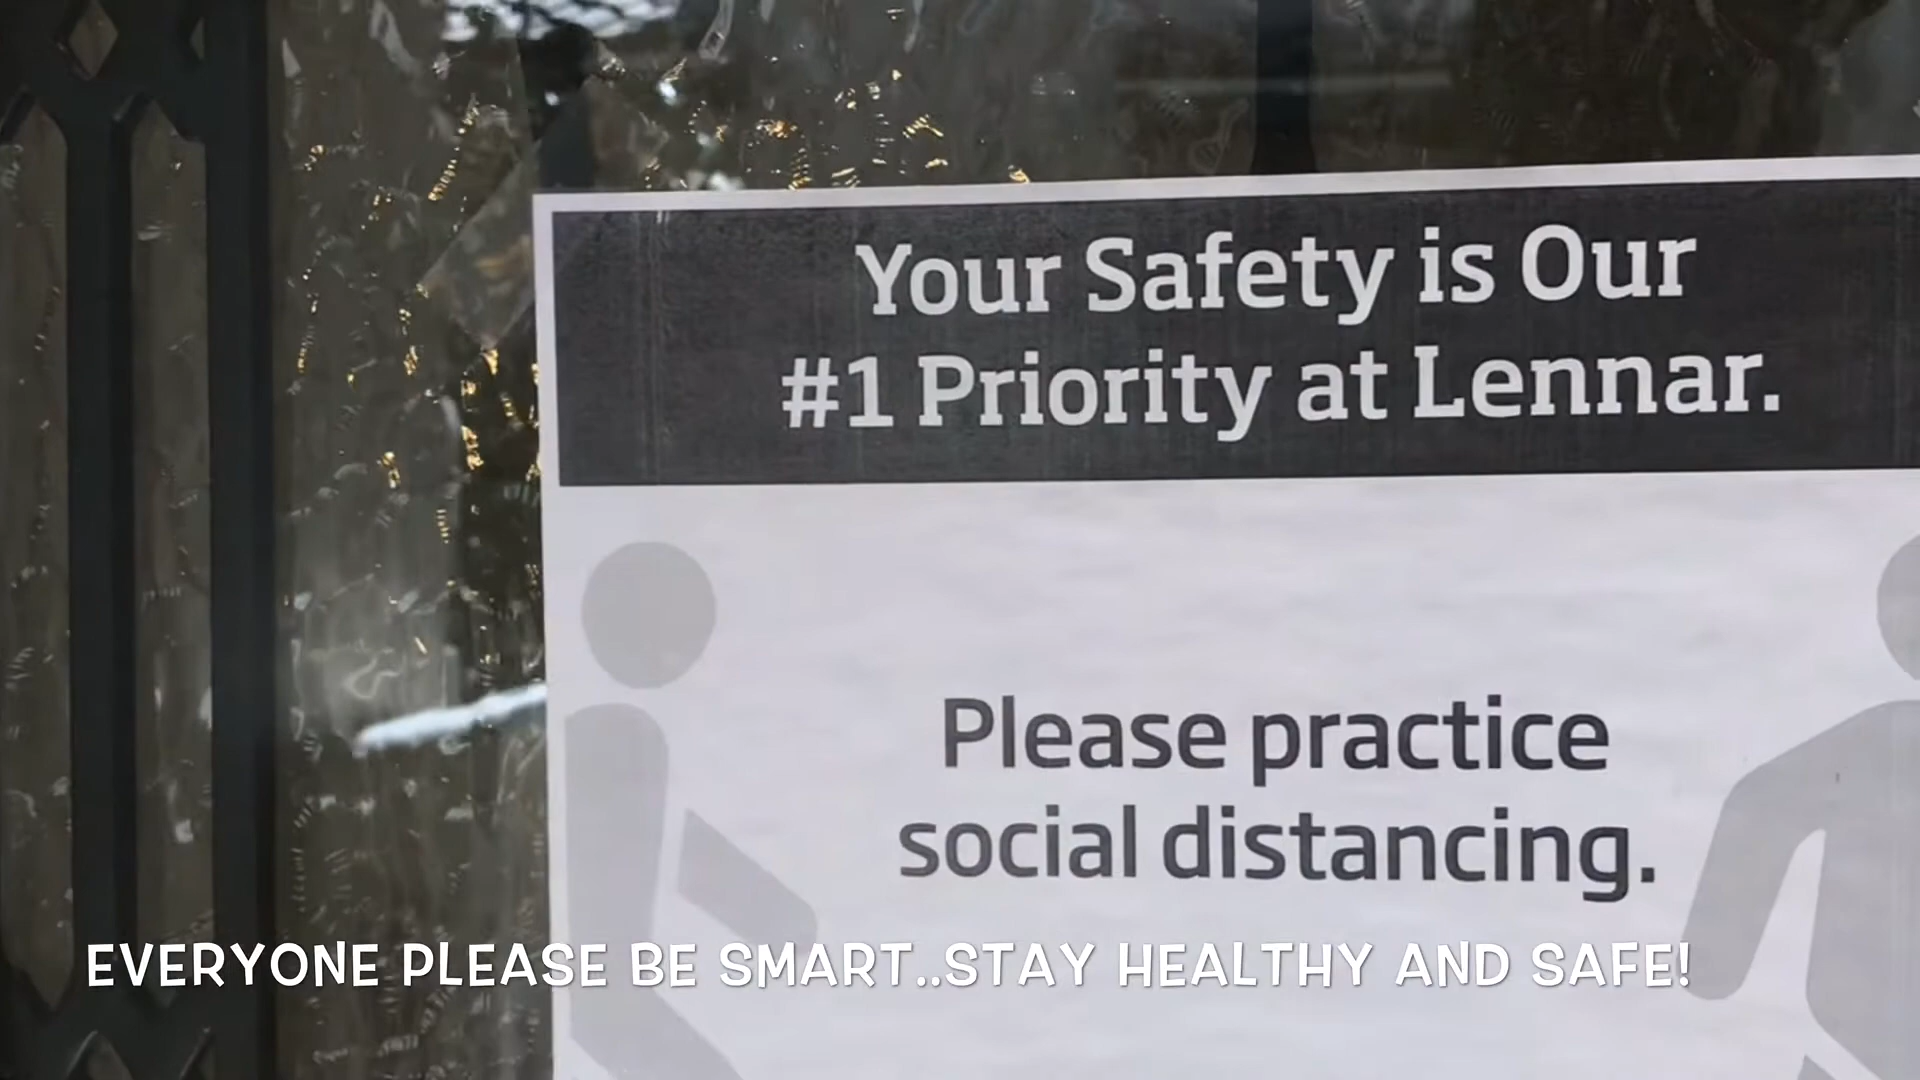 Your Safety is Our
#1 Priority at Lennar.
Please practice
social distancing.
EVERYONE PLEASE BE SMART..STAY HEALTHY AND SAFE!